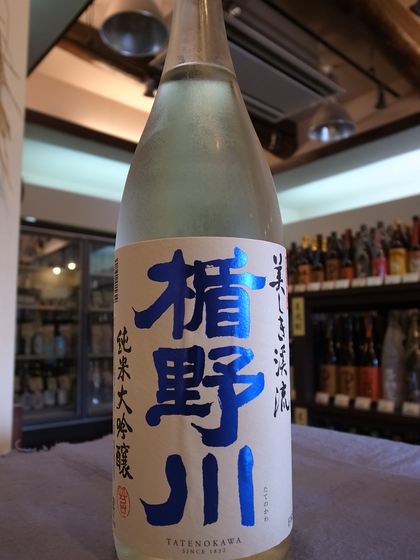 美しき渓流
楯野川
純米大吟醸
たてのかわ
TATENOKAWA
SINCE 1832